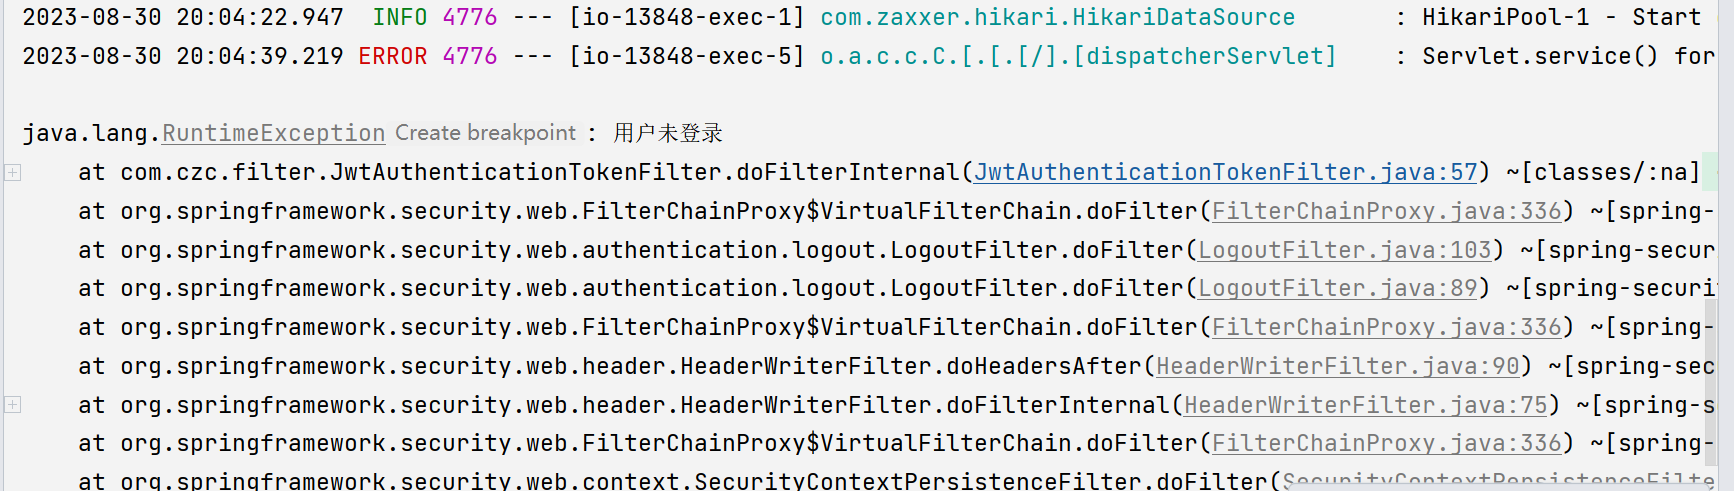 2023-08-30 20:04:22.947  INFO 4776 --- [io-13848-exec-1] com.zaxxer.hikari.HikariDataSource       : HikariPool-1 - Start
2023-08-30 20:04:39.219 ERROR 4776 --- [io-13848-exec-5] o.a.c.c.C.[.[.[/].[dispatcherServlet]    : Servlet.service() for
java.lang.RuntimeException Create breakpoint : 用户未登录
at com.czc.filter.JwtAuthenticationTokenFilter.doFilterInternal(JwtAuthenticationTokenFilter.java:57) ~[classes/:na]
at org.springframework.security.web.FilterChainProxy$VirtualFilterChain.doFilter(FilterChainProxy.java:336) ~[spring-
at org.springframework.security.web.authentication.logout.LogoutFilter.doFilter(LogoutFilter.java:103) ~[spring-secur
at org.springframework.security.web.authentication.logout.LogoutFilter.doFilter(LogoutFilter.java:89) ~[spring-securi
at org.springframework.security.web.FilterChainProxy$VirtualFilterChain.doFilter(FilterChainProxy.java:336) ~[spring-
at org.springframework.security.web.header.HeaderWriterFilter.doHeadersAfter(HeaderWriterFilter.java:90) ~[spring-sec
at org.springframework.security.web.header.HeaderWriterFilter.doFilterInternal(HeaderWriterFilter.java:75) ~[spring-s
at org.springframework.security.web.FilterChainProxy$VirtualFilterChain.doFilter(FilterChainProxy.java:336) ~[spring-
at org.springframework.security.web.context.SecurityContextPersistenceFilter.doFilter(SecurityContextPersistenceFilte